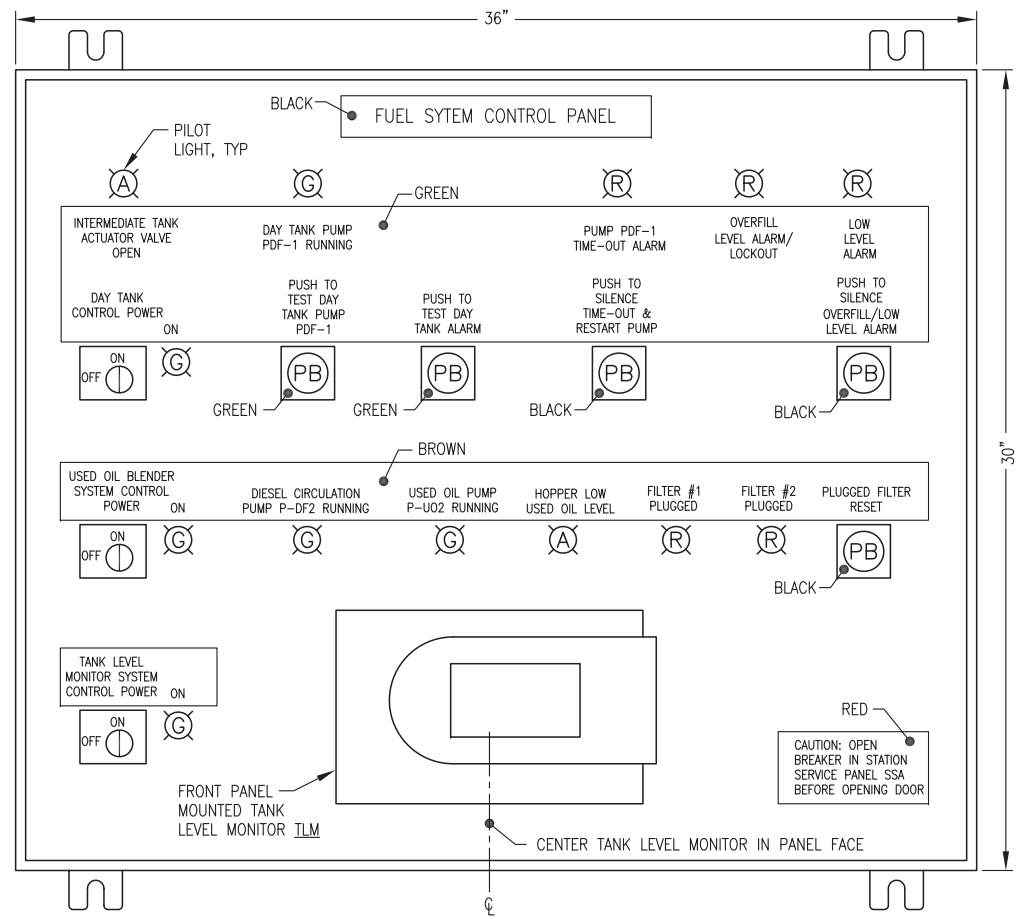 36"
BLACK
FUEL SYTEM CONTROL PANEL
PILOT
LIGHT, TYP
A
G
R
R
R
GREEN
INTERMEDIATE TANK
ACTUATOR VALVE
OPEN
DAY TANK PUMP
PDF-1 RUNNING
PUMP PDF-1
TIME-OUT ALARM
OVERFILL
LEVEL ALARM/
LOCKOUT
LOW
LEVEL
ALARM
DAY TANK
CONTROL POWER
ON
PUSH TO
TEST DAY
TANK PUMP
PDF-1
PUSH TO
TEST DAY
TANK ALARM
PUSH TO
SILENCE
TIME-OUT &
RESTART PUMP
PUSH TO
SILENCE
OVERFILL/LOW
LEVEL ALARM
ON
OFF
G
PB
PB
PB
PB
GREEN
GREEN
BLACK
BLACK
30"
BROWN
USED OIL BLENDER
SYSTEM CONTROL
POWER
ON
DIESEL CIRCULATION
PUMP P-DF2 RUNNING
USED OIL PUMP
P-UO2 RUNNING
HOPPER LOW
USED OIL LEVEL
FILTER #1
PLUGGED
FILTER #2
PLUGGED
PLUGGED FILTER
RESET
ON
OFF
G
G
G
A
R
R
PB
BLACK
TANK LEVEL
MONITOR SYSTEM
CONTROL POWER
ON
ON
OFF
G
RED
CAUTION: OPEN
BREAKER IN STATION
SERVICE PANEL SSA
BEFORE OPENING DOOR
FRONT PANEL
MOUNTED TANK
LEVEL MONITOR TLM
CENTER TANK LEVEL MONITOR IN PANEL FACE
℄